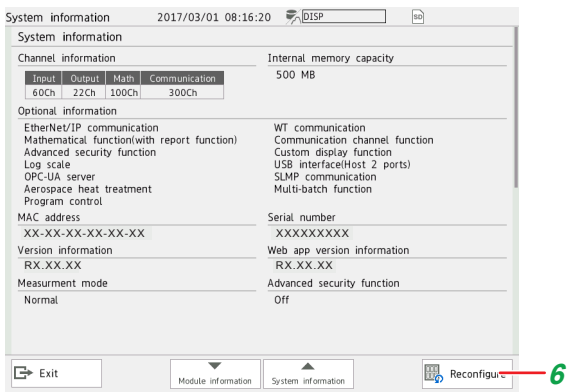 System information 2017/03/01 08:16:20 DISP SD
System information
Channel information
Input Output Math Communication
60Ch 22Ch 100Ch 300Ch
Internal memory capacity
500 MB
Optional information
EtherNet/IP communication
Mathematical function(with report function)
Advanced security function
Log scale
OPC-UA server
Aerospace heat treatment
Program control
WT communication
Communication channel function
Custom display function
USB interface(Host 2 ports)
SLMP communication
Multi-batch function
MAC address
XX-XX-XX-XX-XX-XX
Serial number
XXXXXXXXX
Version information
RX.XX.XX
Web app version information
RX.XX.XX
Measurment mode
Normal
Advanced security function
Off
Exit
Module information
System information
Reconfigure
6